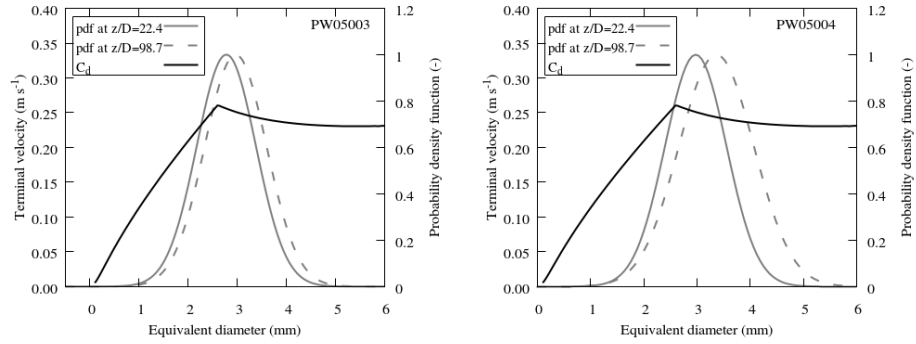 PW05003
pdf at z/D=22.4
pdf at z/D=98.7
C_d
Terminal velocity (m s⁻¹)
0.40
0.35
0.30
0.25
0.20
0.15
0.10
0.05
0.00
Probability density function (-)
1.2
1
0.8
0.6
0.4
0.2
0
0 1 2 3 4 5 6
Equivalent diameter (mm)
PW05004
pdf at z/D=22.4
pdf at z/D=98.7
C_d
Terminal velocity (m s⁻¹)
0.40
0.35
0.30
0.25
0.20
0.15
0.10
0.05
0.00
Probability density function (-)
1.2
1
0.8
0.6
0.4
0.2
0
0 1 2 3 4 5 6
Equivalent diameter (mm)